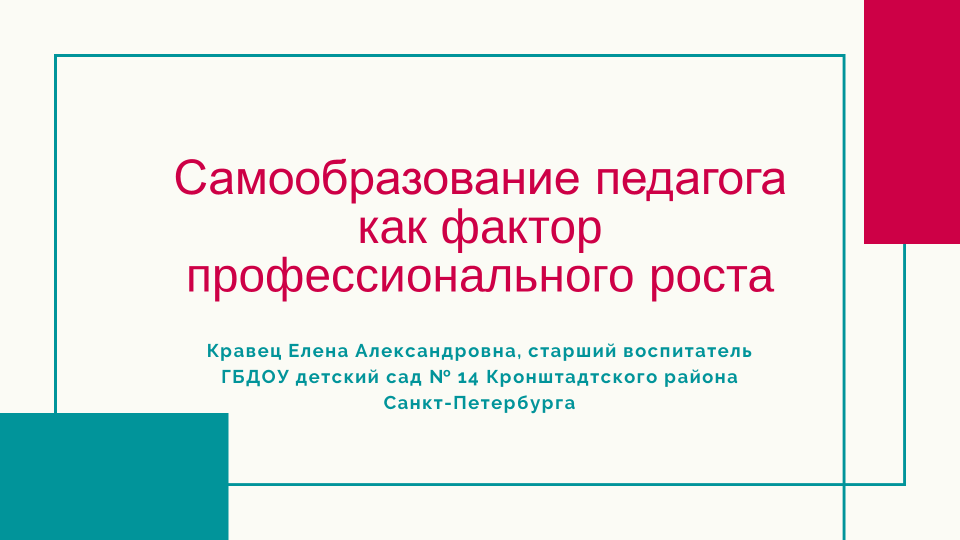 Самообразование педагога
как фактор
профессионального роста
Кравец Елена Александровна, старший воспитатель
ГБДОУ детский сад № 14 Кронштадтского района
Санкт-Петербурга